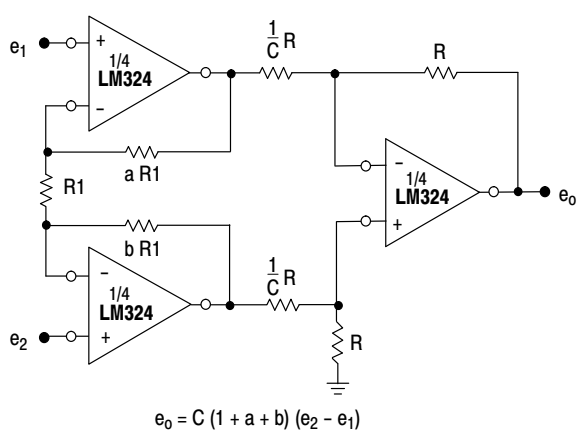 e1
+
1/4
LM324
−
1/C R
R
a R1
R1
b R1
−
1/4
LM324
+
eo
−
1/4
LM324
+
e2
1/C R
R
eo = C (1 + a + b) (e2 − e1)